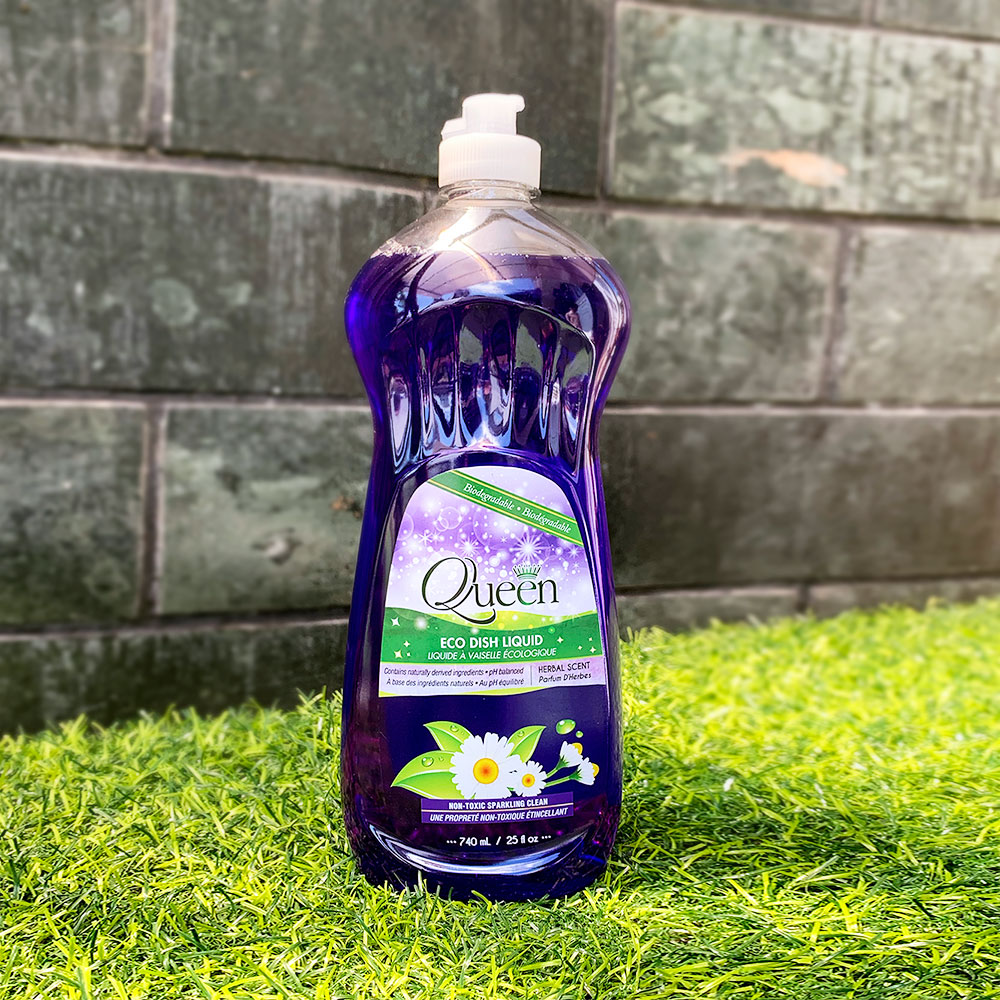 Biodegradable • Biodégradable
Queen
ECO DISH LIQUID
LIQUIDE À VAISELLE ÉCOLOGIQUE
Contains naturally derived ingredients • pH balanced
À base des ingrédients naturels • Au pH équilibré
HERBAL SCENT
Parfum D'Herbes
NON-TOXIC SPARKLING CLEAN
UNE PROPRETÉ NON-TOXIQUE ÉTINCELLANT
••• 740 mL / 25 fl oz •••